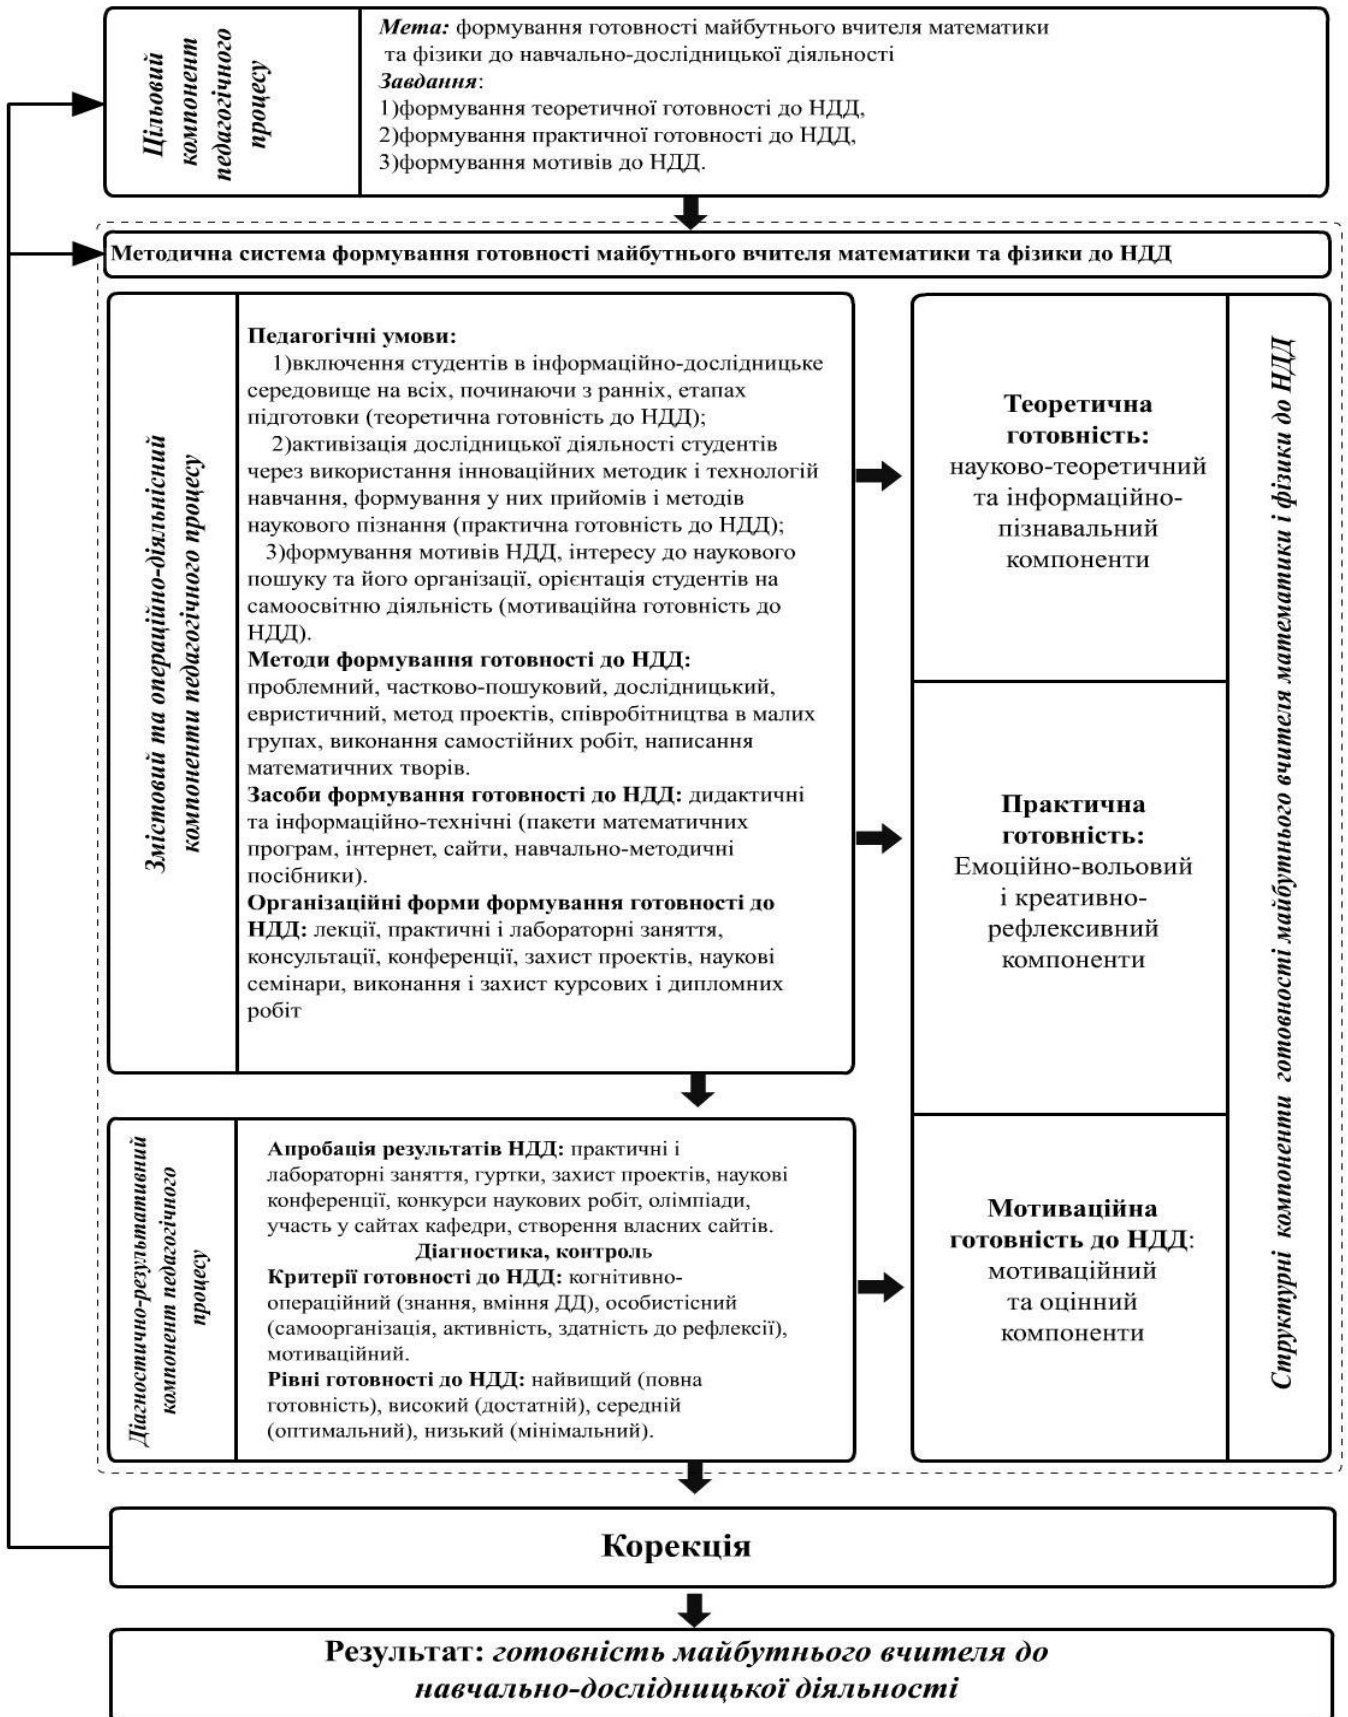 Цільовий
компонент
педагогічного
процесу
Мета: формування готовності майбутнього вчителя математики
та фізики до навчально-дослідницької діяльності
Завдання:
1)формування теоретичної готовності до НДД,
2)формування практичної готовності до НДД,
3)формування мотивів до НДД.
Методична система формування готовності майбутнього вчителя математики та фізики до НДД
Змістовий та операційно-діяльнісний
компоненти педагогічного процесу
Педагогічні умови:
1)включення студентів в інформаційно-дослідницьке
середовище на всіх, починаючи з ранніх, етапах
підготовки (теоретична готовність до НДД);
2)активізація дослідницької діяльності студентів
через використання інноваційних методик і технологій
навчання, формування у них прийомів і методів
наукового пізнання (практична готовність до НДД);
3)формування мотивів НДД, інтересу до наукового
пошуку та його організації, орієнтація студентів на
самоосвітню діяльність (мотиваційна готовність до
НДД).
Методи формування готовності до НДД:
проблемний, частково-пошуковий, дослідницький,
евристичний, метод проектів, співробітництва в малих
групах, виконання самостійних робіт, написання
математичних творів.
Засоби формування готовності до НДД: дидактичні
та інформаційно-технічні (пакети математичних
програм, інтернет, сайти, навчально-методичні
посібники).
Організаційні форми формування готовності до
НДД: лекції, практичні і лабораторні заняття,
консультації, конференції, захист проектів, наукові
семінари, виконання і захист курсових і дипломних
робіт
Теоретична
готовність:
науково-теоретичний
та інформаційно-
пізнавальний
компоненти
Практична
готовність:
Емоційно-вольовий
і креативно-
рефлексивний
компоненти
Мотиваційна
готовність до НДД:
мотиваційний
та оцінний
компоненти
Структурні компоненти готовності майбутнього вчителя математики і фізики до НДД
Діагностично-результативний
компонент педагогічного
процесу
Апробація результатів НДД: практичні і
лабораторні заняття, гуртки, захист проектів, наукові
конференції, конкурси наукових робіт, олімпіади,
участь у сайтах кафедри, створення власних сайтів.
Діагностика, контроль
Критерії готовності до НДД: когнітивно-
операційний (знання, вміння ДД), особистісний
(самоорганізація, активність, здатність до рефлексії),
мотиваційний.
Рівні готовності до НДД: найвищий (повна
готовність), високий (достатній), середній
(оптимальний), низький (мінімальний).
Корекція
Результат: готовність майбутнього вчителя до
навчально-дослідницької діяльності